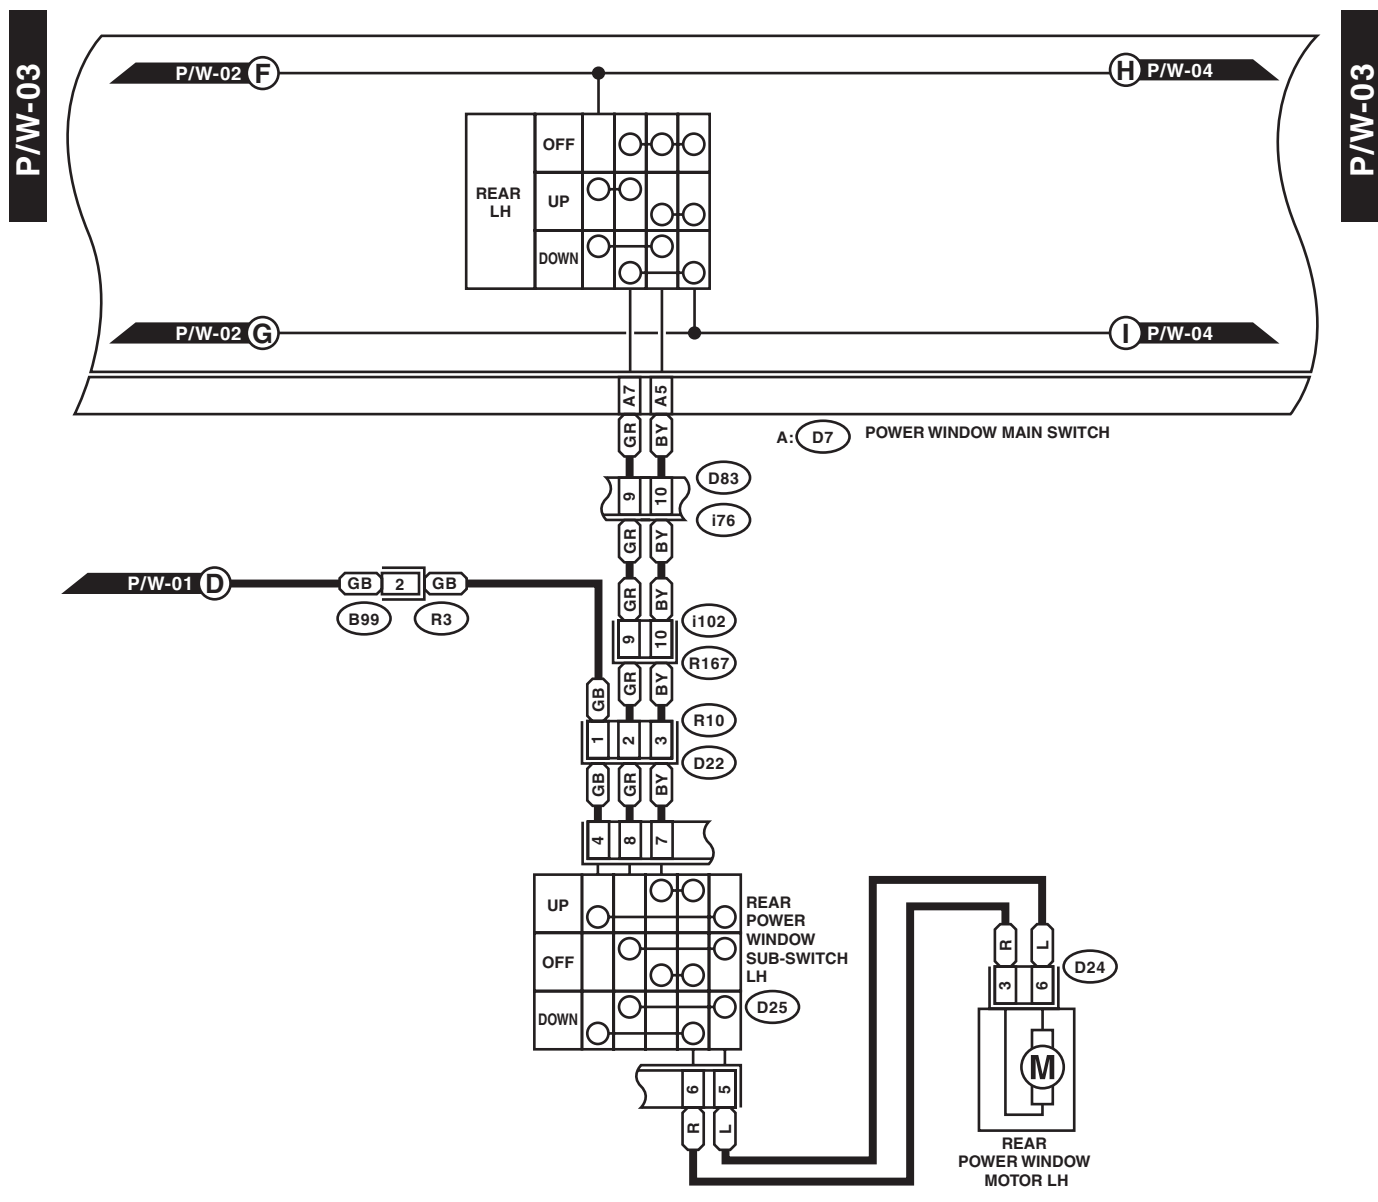 P/W-03
P/W-03
P/W-02 F
H P/W-04
REAR
LH
OFF
UP
DOWN
P/W-02 G
I P/W-04
A7 A5
GR BY
A: D7 POWER WINDOW MAIN SWITCH
9 10
D83
i76
GR BY
P/W-01 D
GB 2 GB
B99 R3
GR BY
i102
9 10
R167
GB GR BY
R10
1 2 3
D22
GB GR BY
4 8 7
UP
OFF
DOWN
REAR
POWER
WINDOW
SUB-SWITCH
LH
D25
6 5
R L
R L
3 6
D24
M
REAR
POWER WINDOW
MOTOR LH